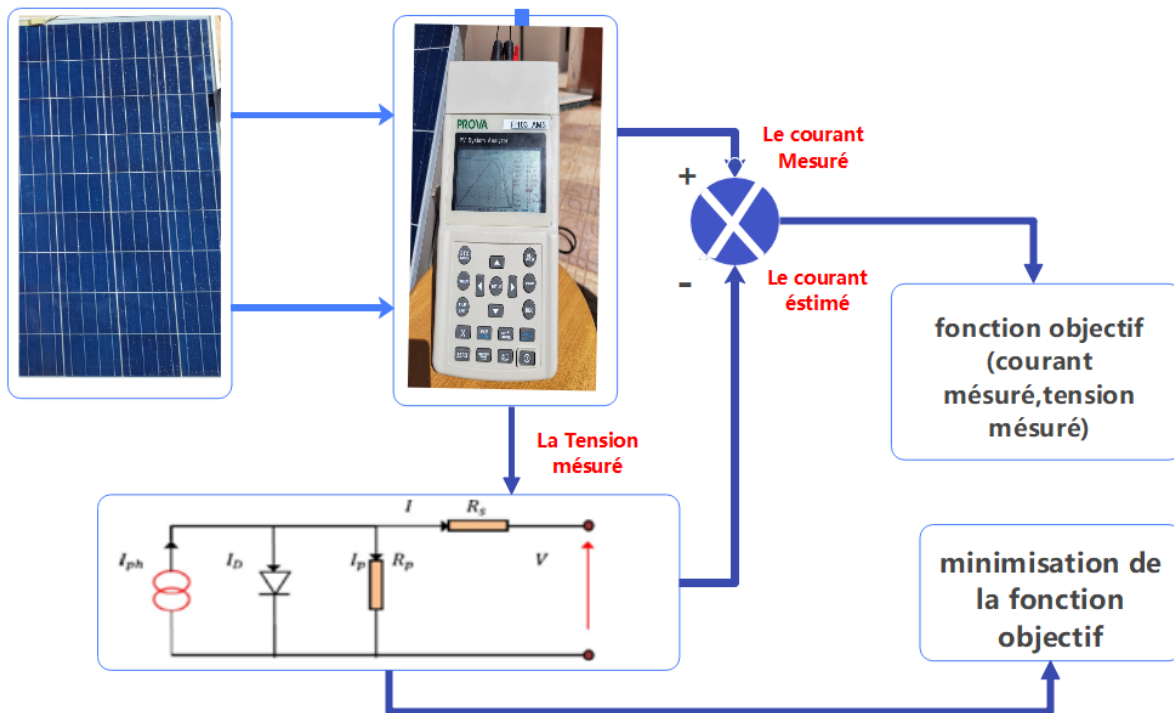 PROVA
PV System Analyzer
Le courant
Mesuré
+
-
Le courant
éstimé
fonction objectif
(courant
mésuré,tension
mésuré)
La Tension
mésuré
I
R_s
I_ph
I_D
I_p
R_p
V
minimisation de
la fonction
objectif